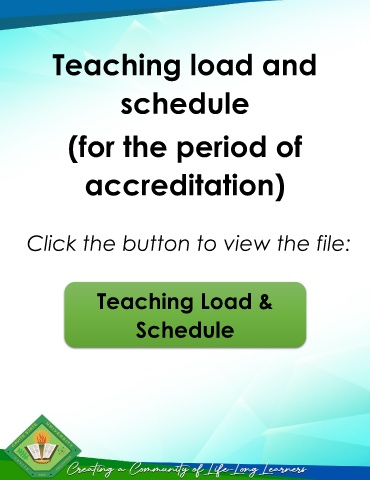 Teaching load and
schedule
(for the period of
accreditation)
Click the button to view the file:
Teaching Load &
Schedule
Creating a Community of Life-Long Learners